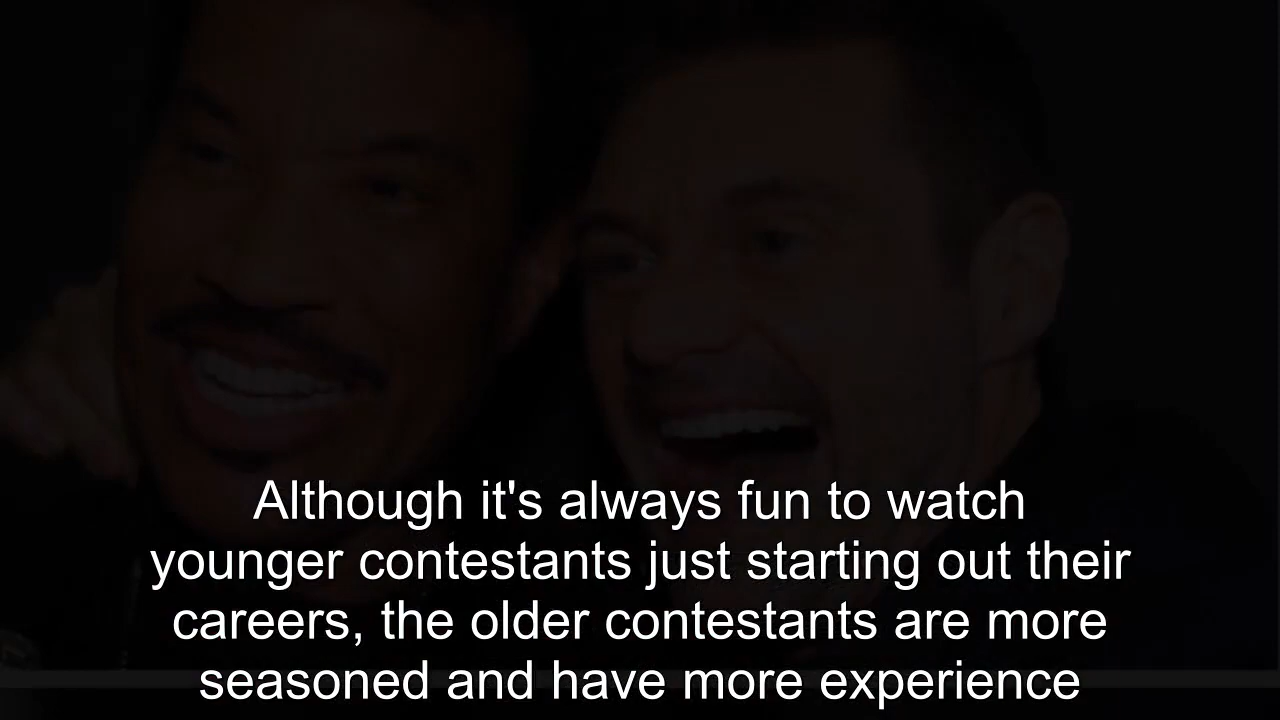 Although it's always fun to watch
younger contestants just starting out their
careers, the older contestants are more
seasoned and have more experience